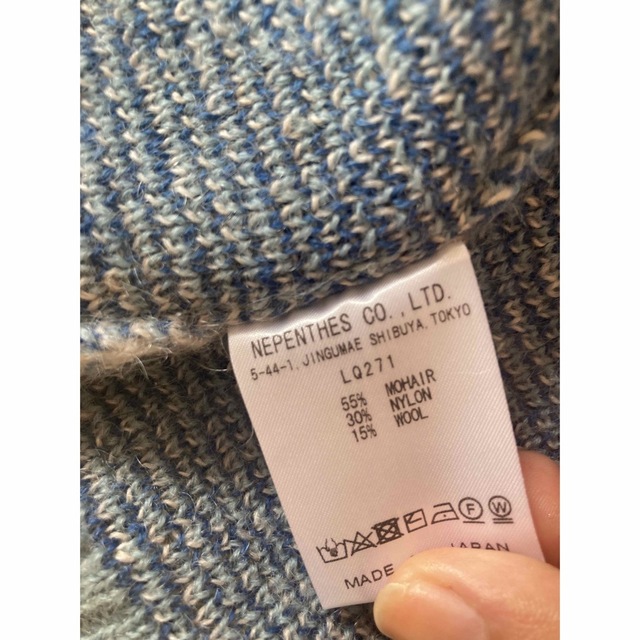 NEPENTHES CO.,LTD.
5-44-1, JINGUMAE SHIBUYA, TOKYO
LQ271
55% MOHAIR
30% NYLON
15% WOOL
F W
MADE JAPAN